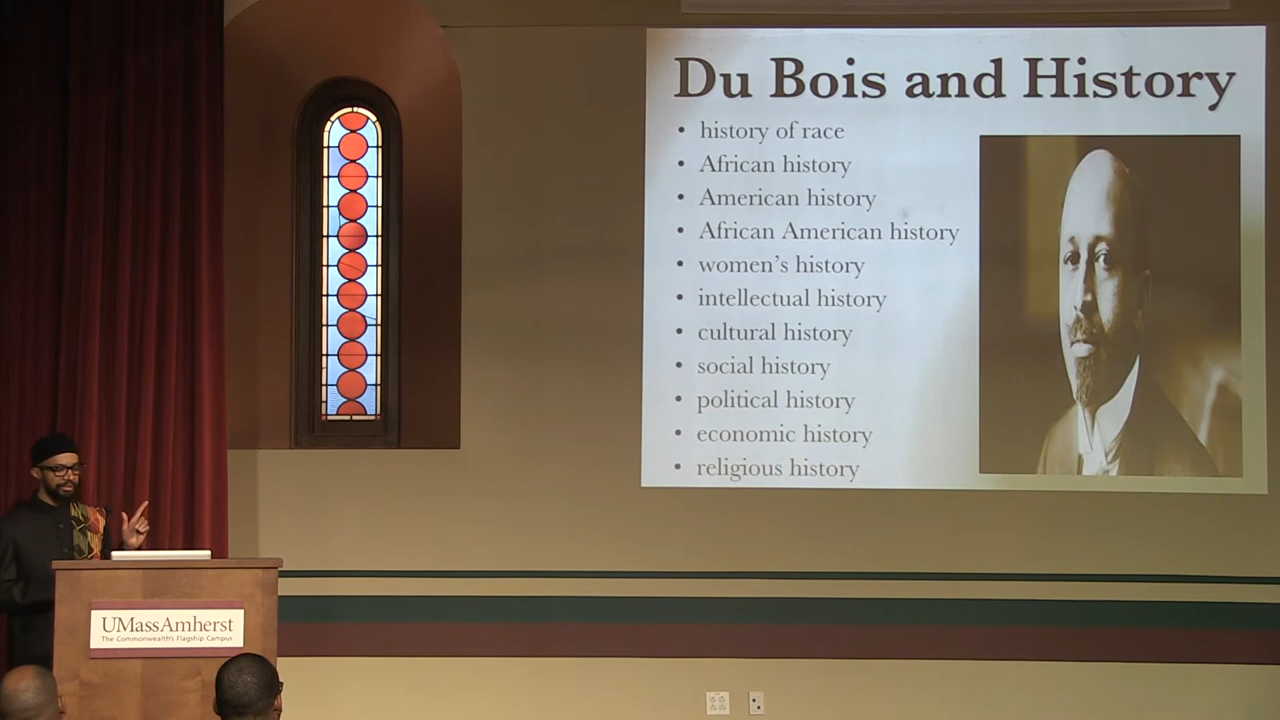 Du Bois and History
• history of race
• African history
• American history
• African American history
• women's history
• intellectual history
• cultural history
• social history
• political history
• economic history
• religious history
UMassAmherst
The Commonwealth's Flagship Campus